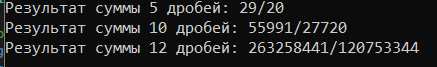 Результат суммы 5 дробей: 29/20
Результат суммы 10 дробей: 55991/27720
Результат суммы 12 дробей: 263258441/120753344